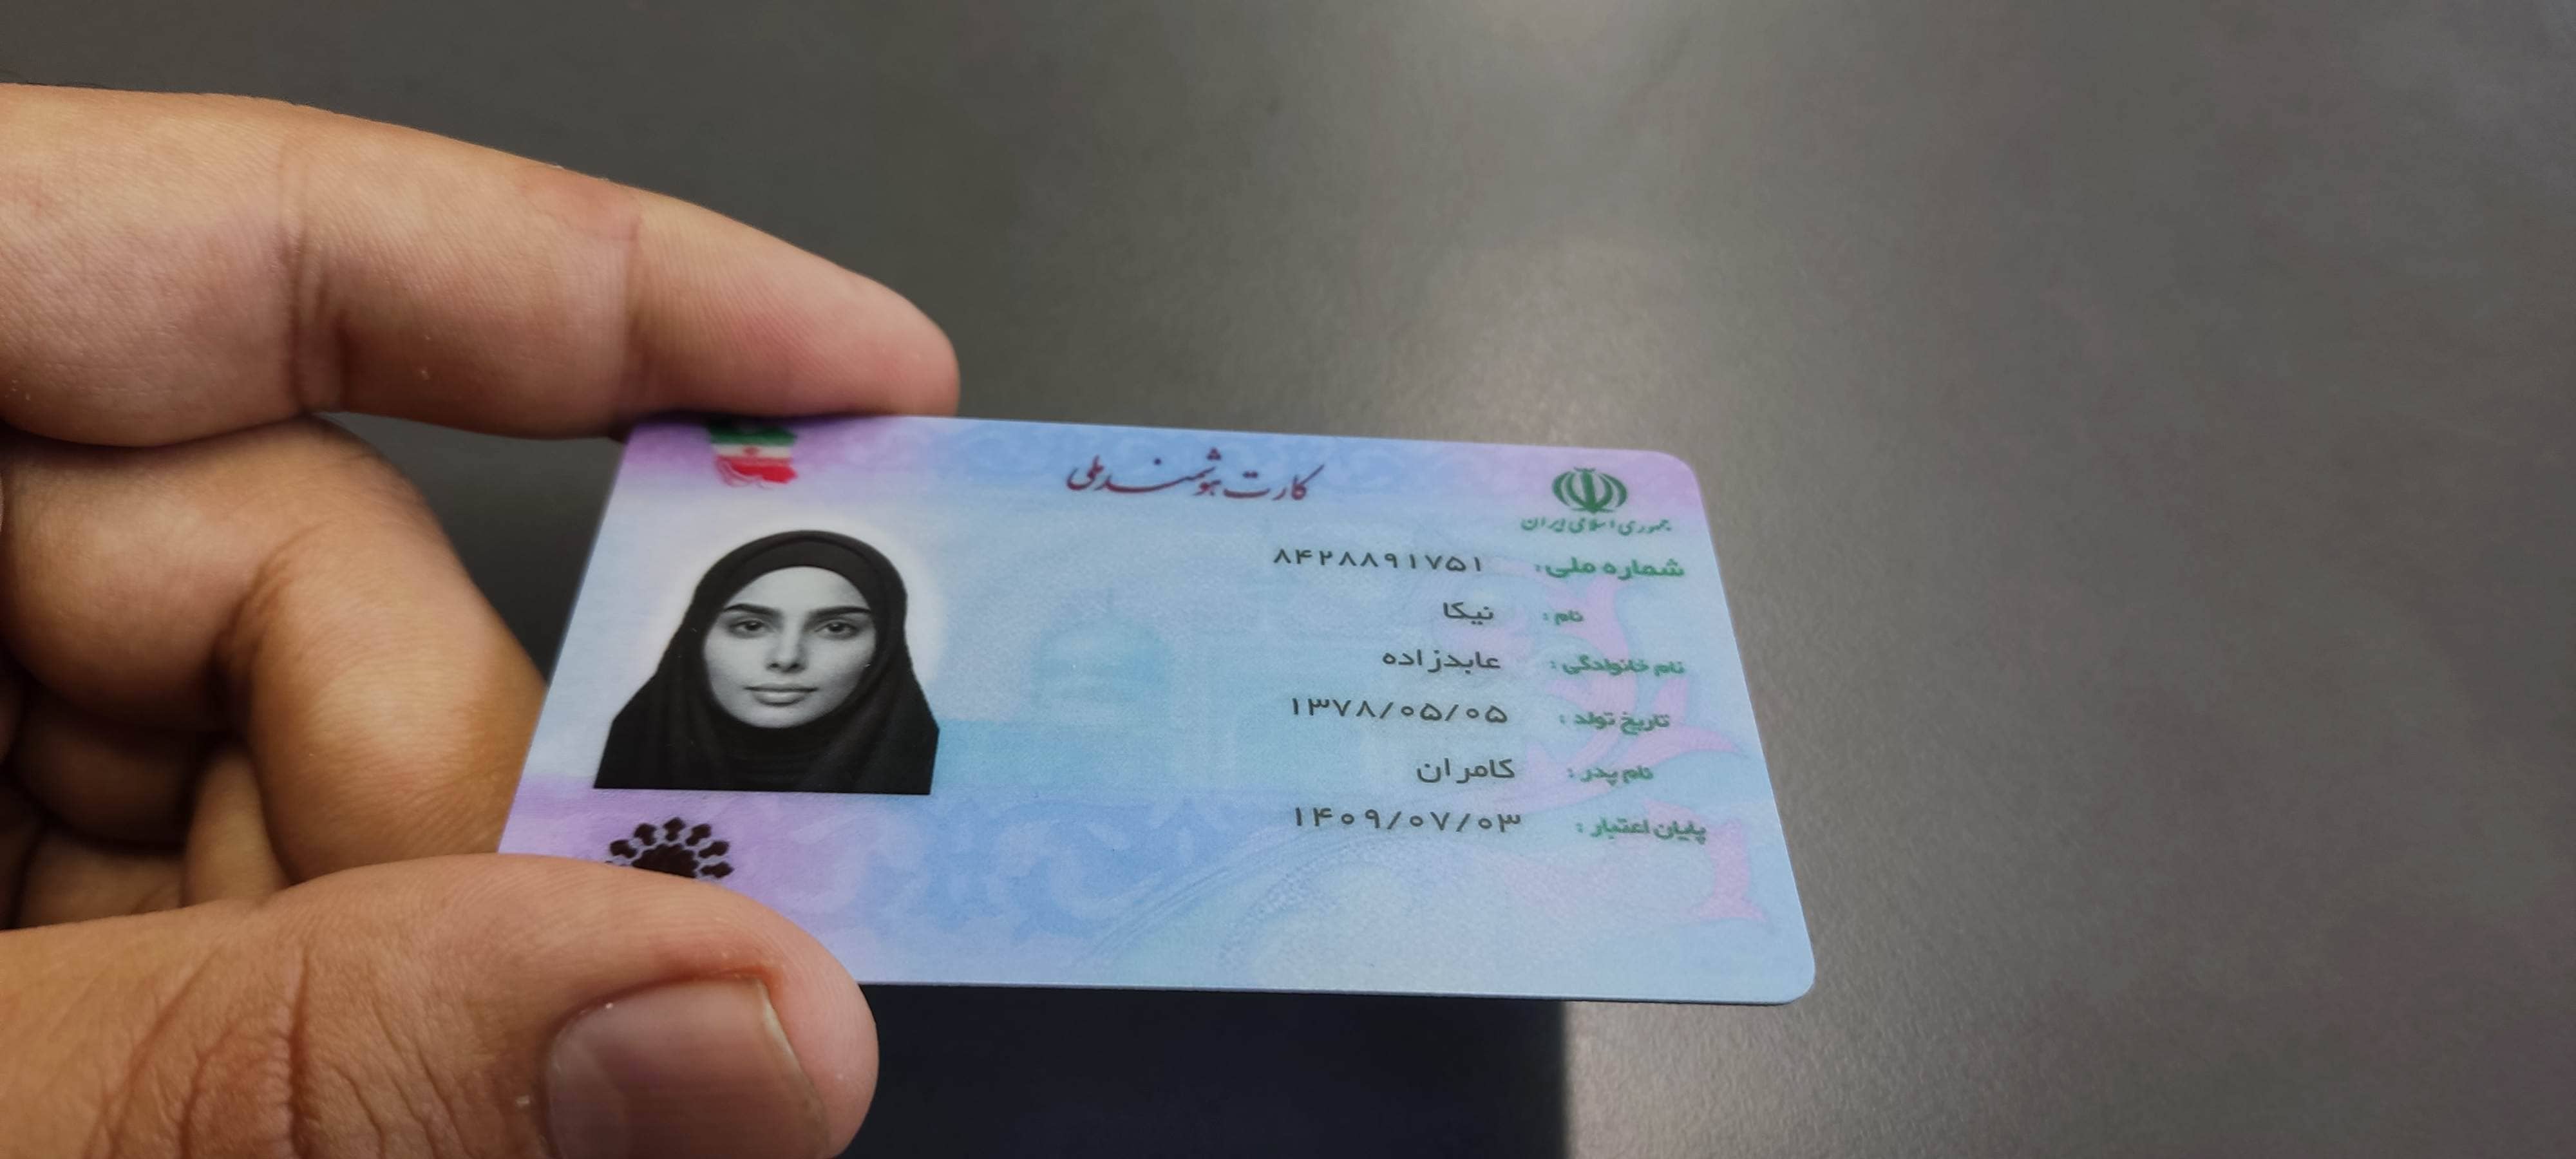 کارت هوشمند ملی
جمهوری اسلامی ایران
شماره ملی: ۸۴۲۸۸۹۱۷۵۱
نام: نیکا
نام خانوادگی: عابدزاده
تاریخ تولد: ۱۳۷۸/۰۵/۰۵
نام پدر: کامران
پایان اعتبار: ۱۴۰۹/۰۷/۰۳